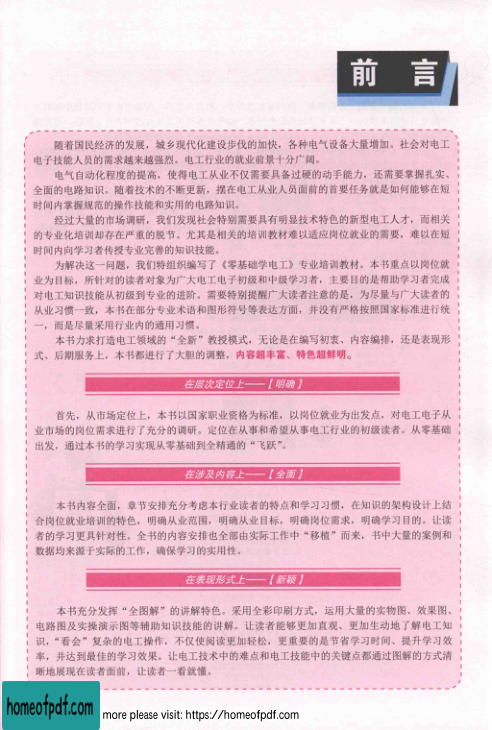 前 言
随着国民经济的发展，城乡现代化建设步伐的加快，各种电气设备大量增加。社会对电工
电子技能人员的需求越来越强烈。电工行业的就业前景十分广阔。
电气自动化程度的提高，使得电工从业不仅需要具备过硬的动手能力，还需要掌握扎实、
全面的电路知识。随着技术的不断更新，摆在电工从业人员面前的首要任务就是如何能够在短
时间内掌握规范的操作技能和实用的电路知识。
经过大量的市场调研，我们发现社会特别需要具有明显技术特色的新型电工人才，而相关
的专业化培训却存在严重的脱节。尤其是相关的培训教材难以适应岗位就业的需要，难以在短
时间内向学习者传授专业完善的知识技能。
为解决这一问题，我们特组织编写了《零基础学电工》专业培训教材。本书重点以岗位就
业为目标，所针对的读者对象为广大电工电子初级和中级学习者，主要目的是帮助学习者完成
对电工知识技能从初级到专业的进阶。需要特别提醒广大读者注意的是，为尽量与广大读者的
从业习惯一致，本书在部分专业术语和图形符号等表达方面，并没有严格按照国家标准进行统
一，而是尽量采用行业内的通用习惯。
本书力求打造电工领域的“全新”教授模式，无论是在编写初衷、内容编排，还是表现形
式、后期服务上，本书都进行了大胆的调整，内容超丰富、特色超鲜明。
在层次定位上——【明确】
首先，从市场定位上，本书以国家职业资格为标准，以岗位就业为出发点，对电工电子从
业市场的岗位需求进行了充分的调研。定位在从事和希望从事电工行业的初级读者。从零基础
出发，通过本书的学习实现从零基础到全精通的“飞跃”。
在涉及内容上——【全面】
本书内容全面，章节安排充分考虑本行业读者的特点和学习习惯，在知识的架构设计上结
合岗位就业培训的特色，明确从业范围，明确从业目标，明确岗位需求，明确学习目的。让读
者的学习更具针对性。全书的内容安排也全部由实际工作中“移植”而来，书中大量的案例和
数据均来源于实际的工作，确保学习的实用性。
在表现形式上——【新颖】
本书充分发挥“全图解”的讲解特色。采用全彩印刷方式，运用大量的实物图、效果图、
电路图及实操演示图等辅助知识技能的讲解。让读者能够更加直观、更加生动地了解电工知
识，“看会”复杂的电工操作，不仅使阅读更加轻松，更重要的是节省学习时间、提升学习效
率，并达到最佳的学习效果。让电工技术中的难点和电工技能中的关键点都通过图解的方式清
晰地展现在读者面前，让读者一看就懂。
homeofpdf.com
more please visit: https://homeofpdf.com